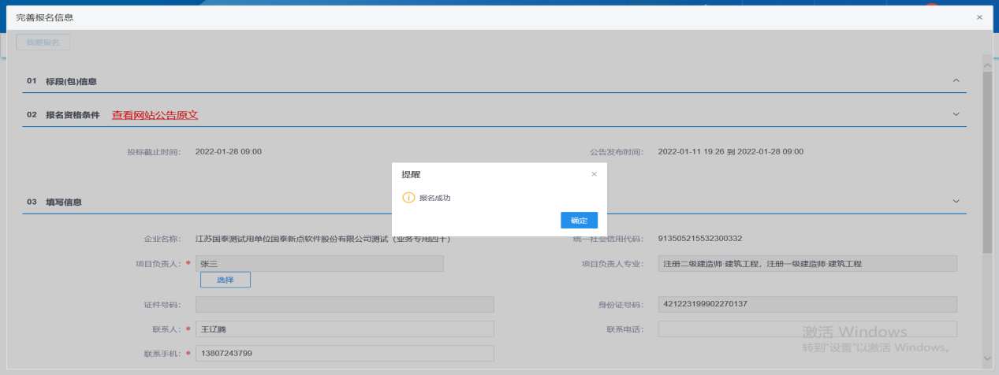 完善报名信息
我要报名
01 标段(包)信息
02 报名资格条件 查看网站公告原文
投标截止时间： 2022-01-28 09:00 公告发布时间： 2022-01-11 19:26 到 2022-01-28 09:00
提醒
报名成功
确定
03 填写信息
企业名称： 江苏国泰测试用单位国泰新点软件股份有限公司测试（业务专用四十） 统一社会信用代码： 913505215532300332
项目负责人：* 张三 项目负责人专业： 注册二级建造师·建筑工程，注册一级建造师·建筑工程
选择
证件号码： 身份证号码： 421223199902270137
联系人：* 王辽腾 联系电话：
联系手机：* 13807243799
激活 Windows
转到"设置"以激活 Windows。